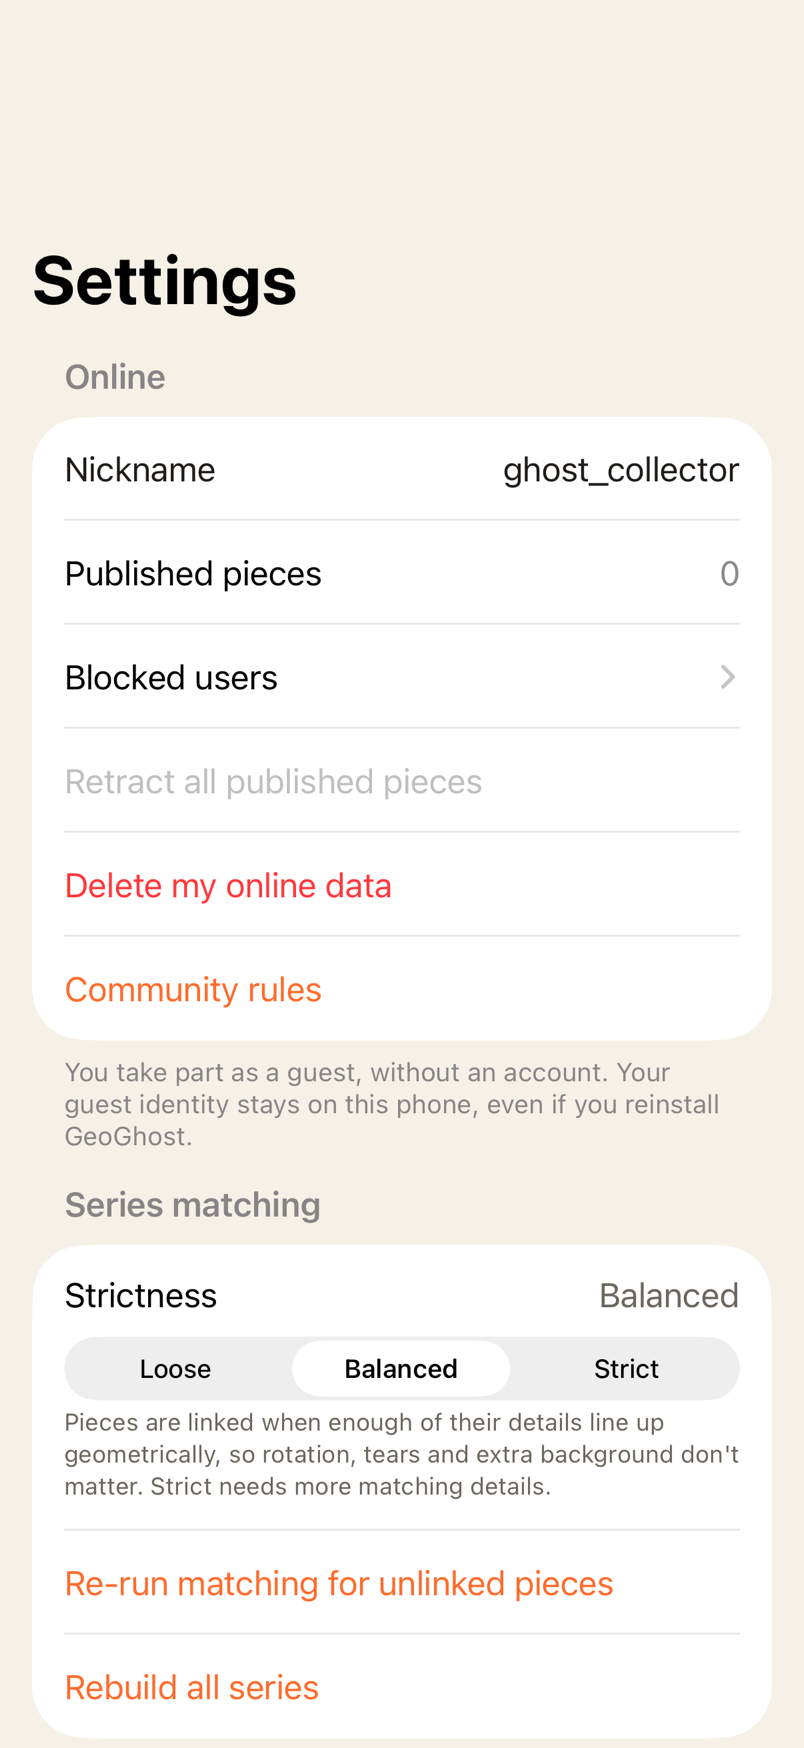 Settings
Online
Nickname ghost_collector
Published pieces 0
Blocked users
Retract all published pieces
Delete my online data
Community rules
You take part as a guest, without an account. Your
guest identity stays on this phone, even if you reinstall
GeoGhost.
Series matching
Strictness Balanced
Loose Balanced Strict
Pieces are linked when enough of their details line up
geometrically, so rotation, tears and extra background don't
matter. Strict needs more matching details.
Re-run matching for unlinked pieces
Rebuild all series